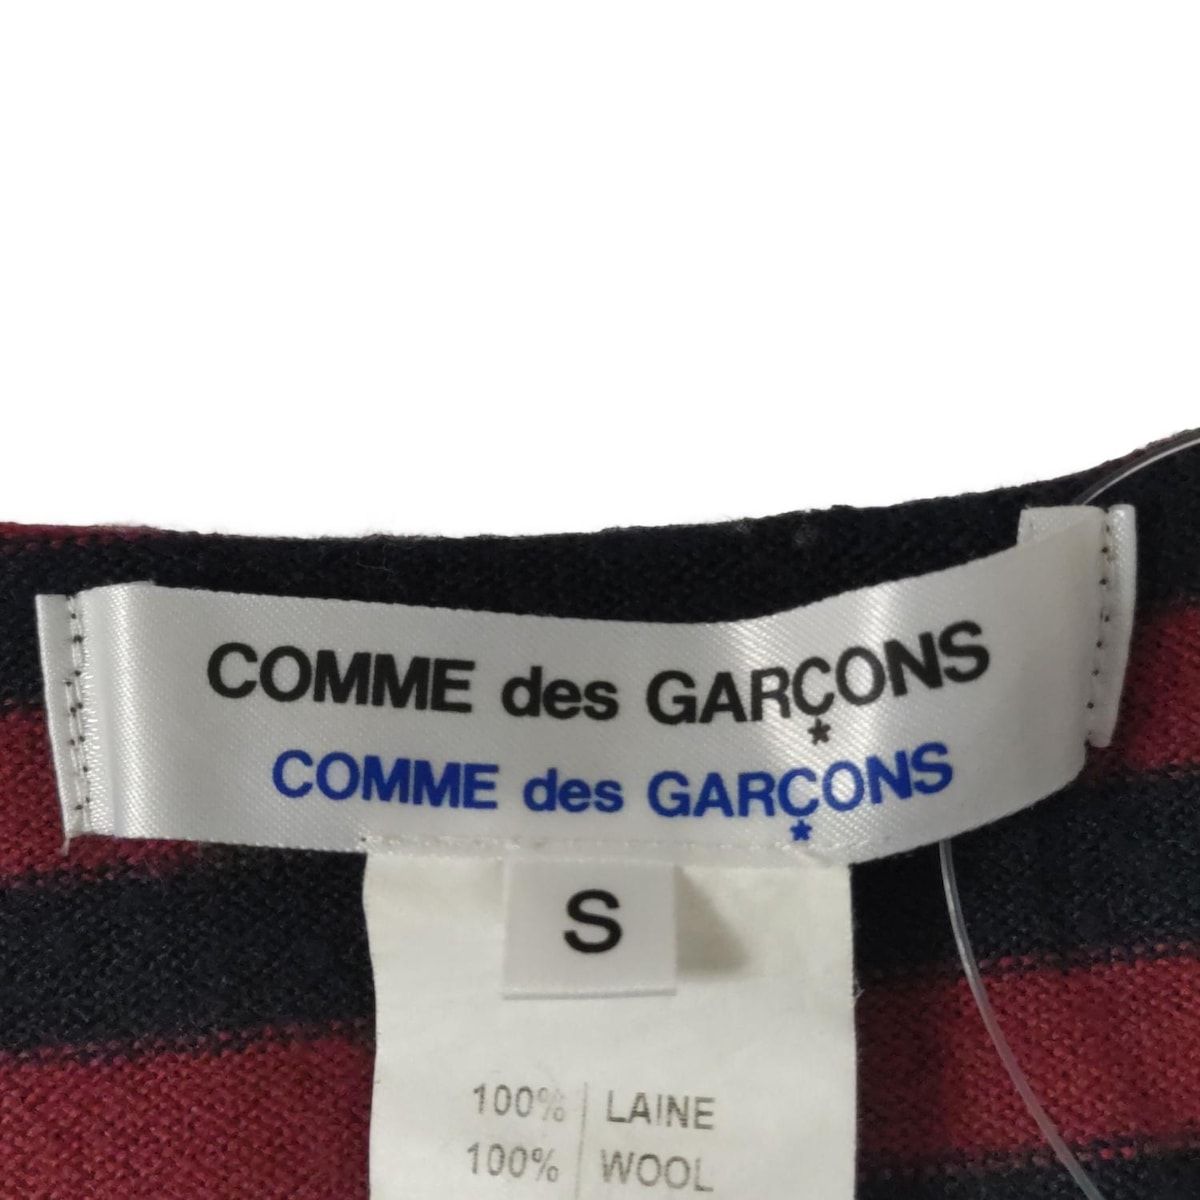 COMME des GARÇONS
*
COMME des GARÇONS
*
S
100% | LAINE
100% | WOOL